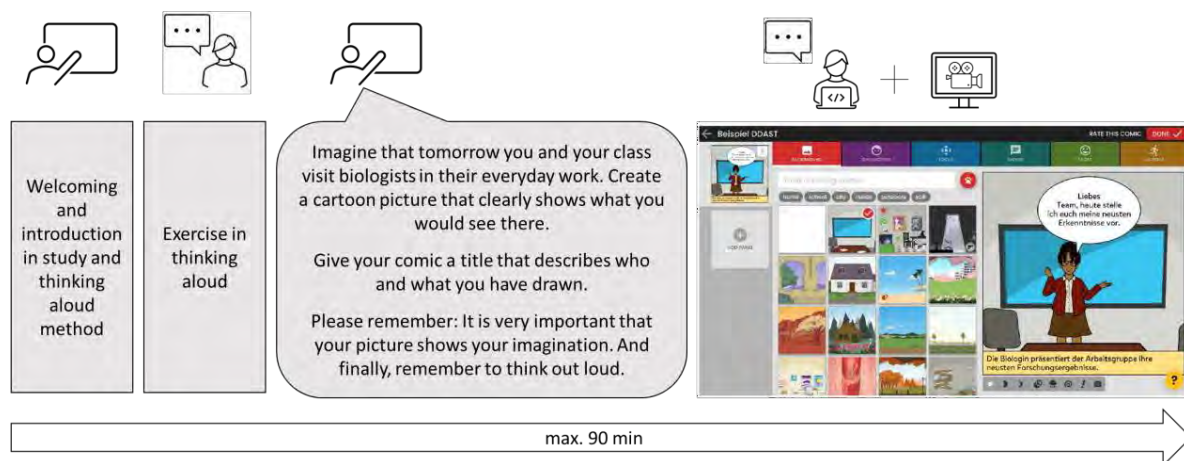 Welcoming
and
introduction
in study and
thinking
aloud
method
Exercise in
thinking
aloud
Imagine that tomorrow you and your class
visit biologists in their everyday work. Create
a cartoon picture that clearly shows what you
would see there.
Give your comic a title that describes who
and what you have drawn.
Please remember: It is very important that
your picture shows your imagination. And
finally, remember to think out loud.
Beispiel DDAST
RATE THIS COMIC
DONE
Liebes
Team, heute stelle
ich euch meine neusten
Erkenntnisse vor.
Die Biologin präsentiert der Arbeitsgruppe ihre
neusten Forschungsergebnisse.
?
max. 90 min